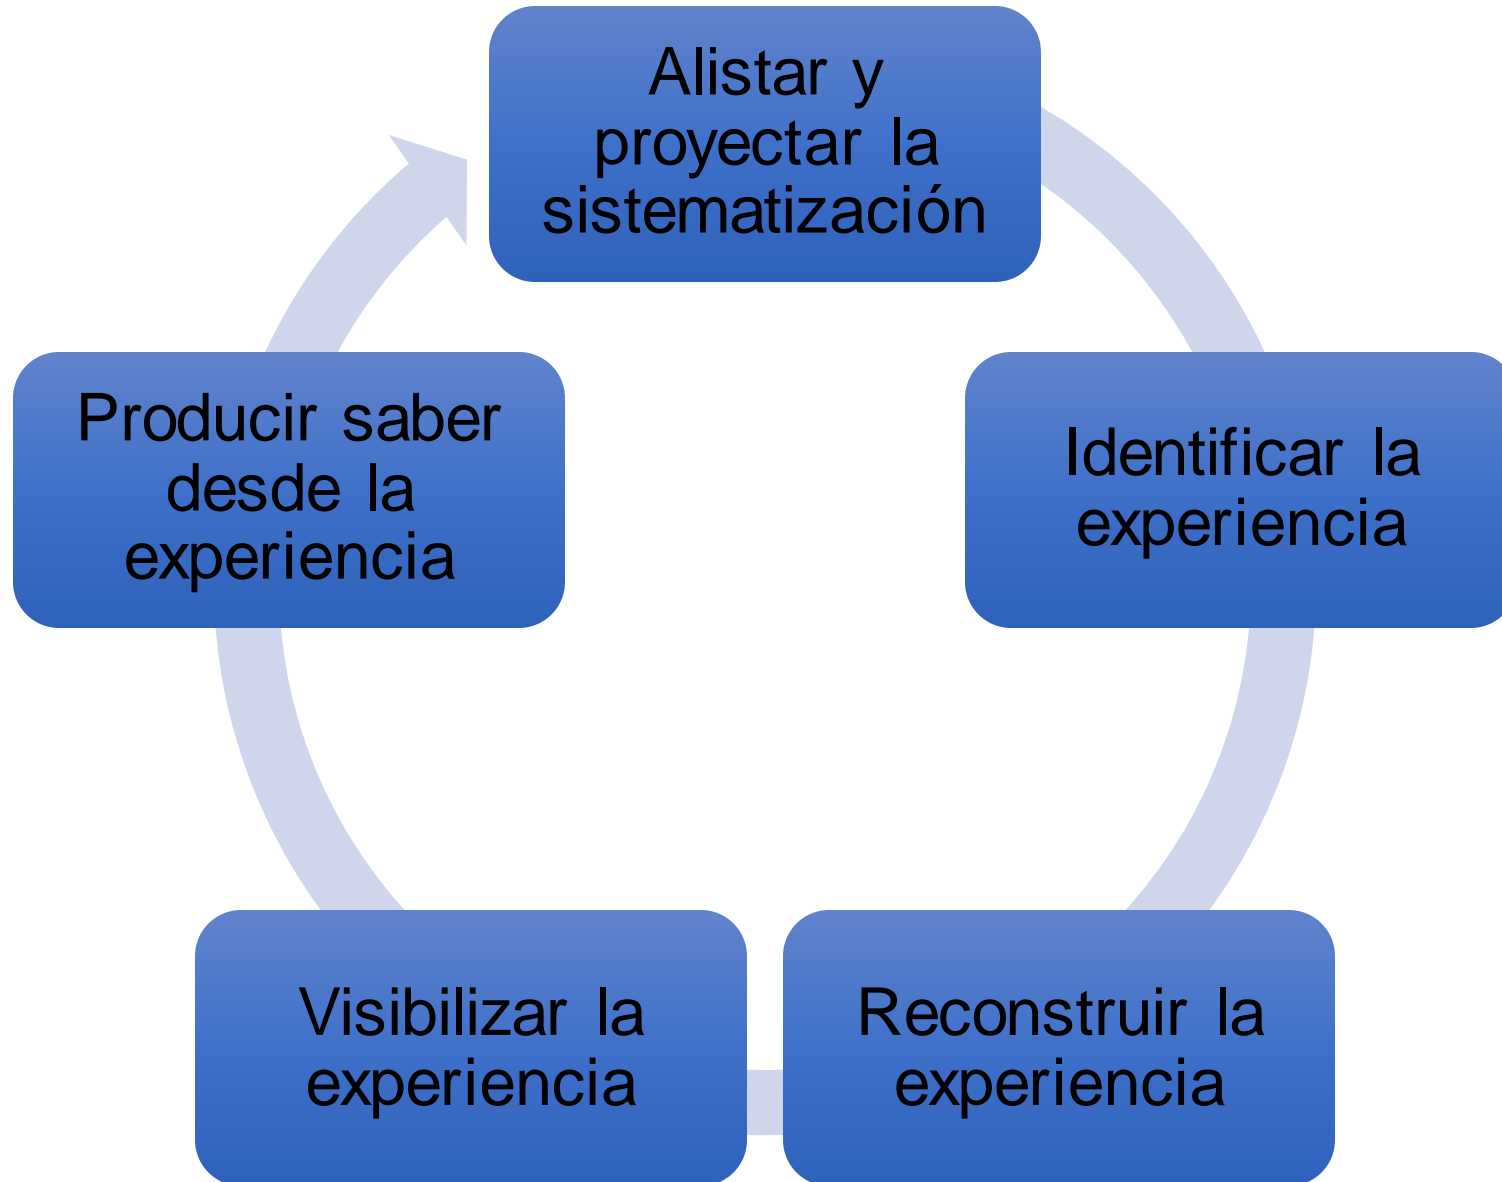 Alistar y
proyectar la
sistematización
Identificar la
experiencia
Reconstruir la
experiencia
Visibilizar la
experiencia
Producir saber
desde la
experiencia